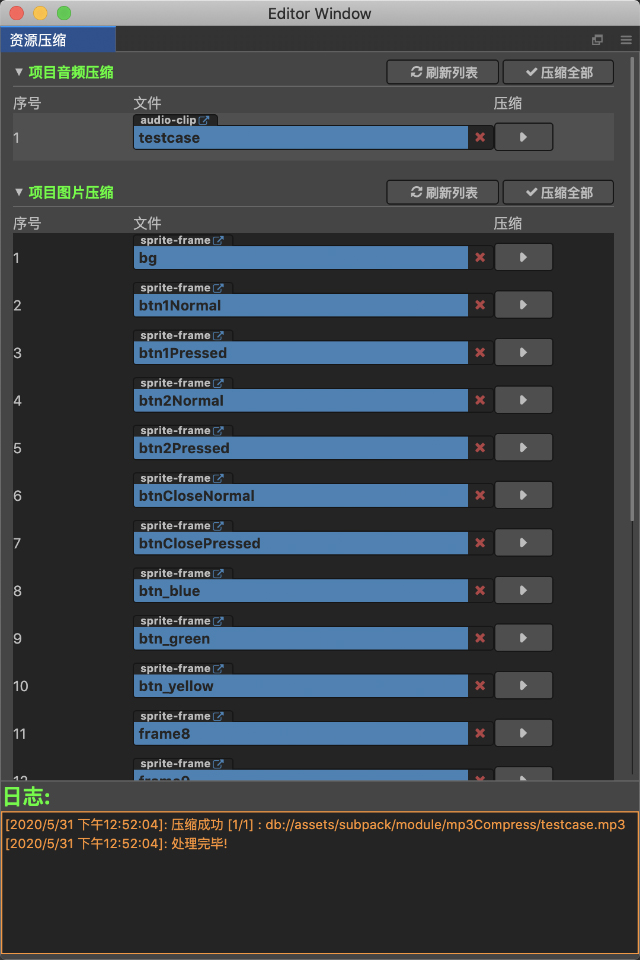 Editor Window
资源压缩
项目音频压缩 刷新列表 压缩全部
序号 文件 压缩
audio-clip
1 testcase
项目图片压缩 刷新列表 压缩全部
序号 文件 压缩
sprite-frame
1 bg
sprite-frame
2 btn1Normal
sprite-frame
3 btn1Pressed
sprite-frame
4 btn2Normal
sprite-frame
5 btn2Pressed
sprite-frame
6 btnCloseNormal
sprite-frame
7 btnClosePressed
sprite-frame
8 btn_blue
sprite-frame
9 btn_green
sprite-frame
10 btn_yellow
sprite-frame
11 frame8
sprite-frame
12 frame9
日志:
[2020/5/31 下午12:52:04]: 压缩成功 [1/1] : db://assets/subpack/module/mp3Compress/testcase.mp3
[2020/5/31 下午12:52:04]: 处理完毕!